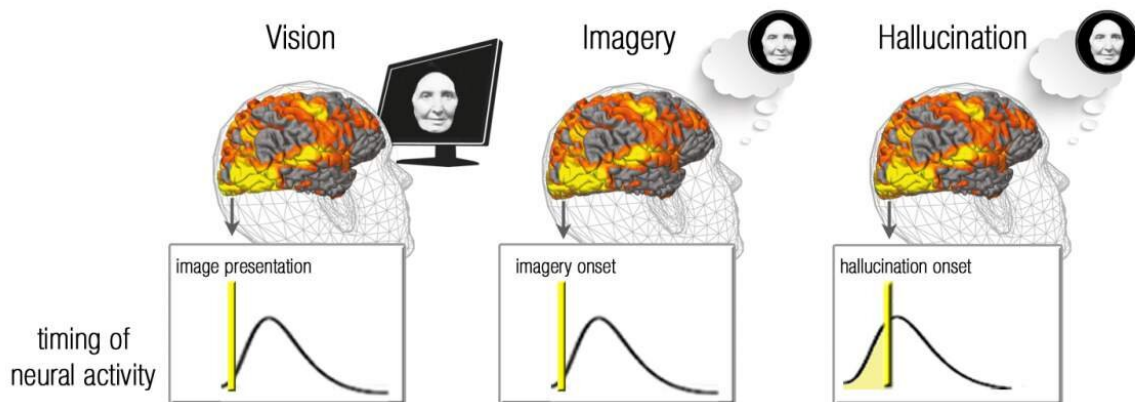 Vision
Imagery
Hallucination
image presentation
imagery onset
hallucination onset
timing of
neural activity